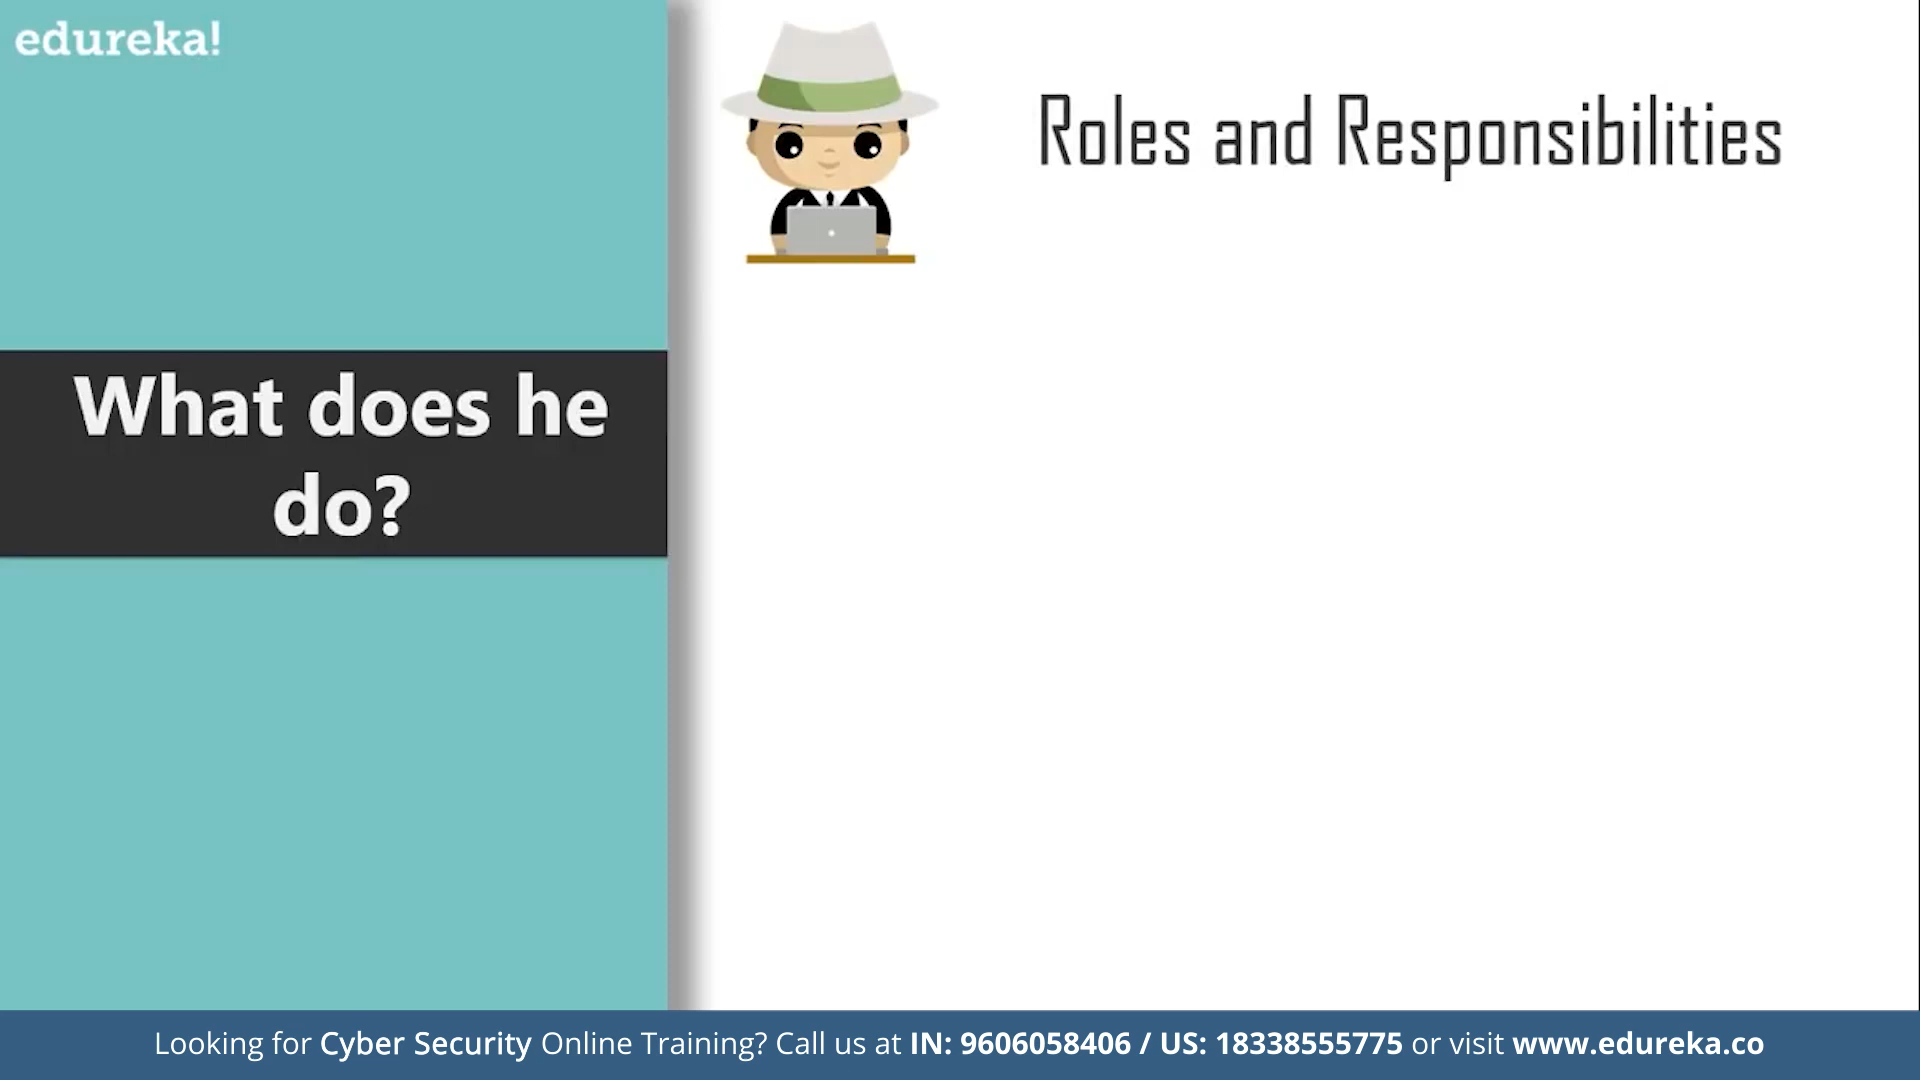 edureka!
Roles and Responsibilities
What does he
do?
Looking for Cyber Security Online Training? Call us at IN: 9606058406 / US: 18338555775 or visit www.edureka.co